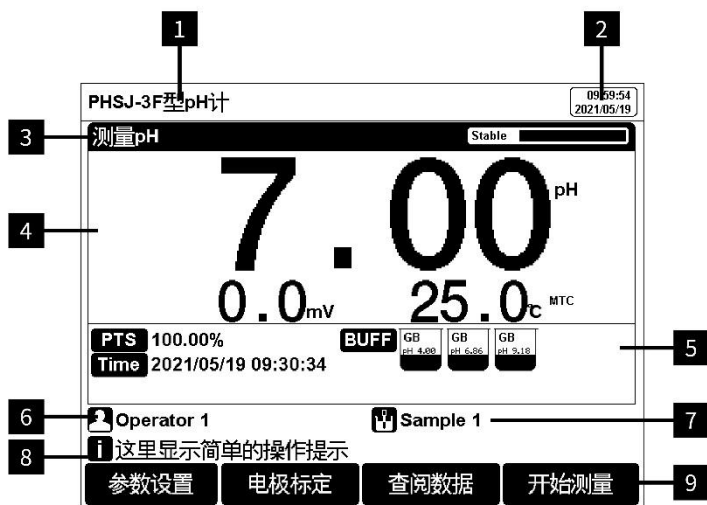 1
2
PHSJ-3F型pH计
09:59:54
2021/05/19
3
测量pH
Stable
7.00 pH
4
0.0mV
25.0℃ MTC
PTS 100.00%
BUFF
GB
pH 4.00
GB
pH 6.86
GB
pH 9.18
5
Time 2021/05/19 09:30:34
6
Operator 1
Sample 1
7
8
i 这里显示简单的操作提示
参数设置
电极标定
查阅数据
开始测量
9